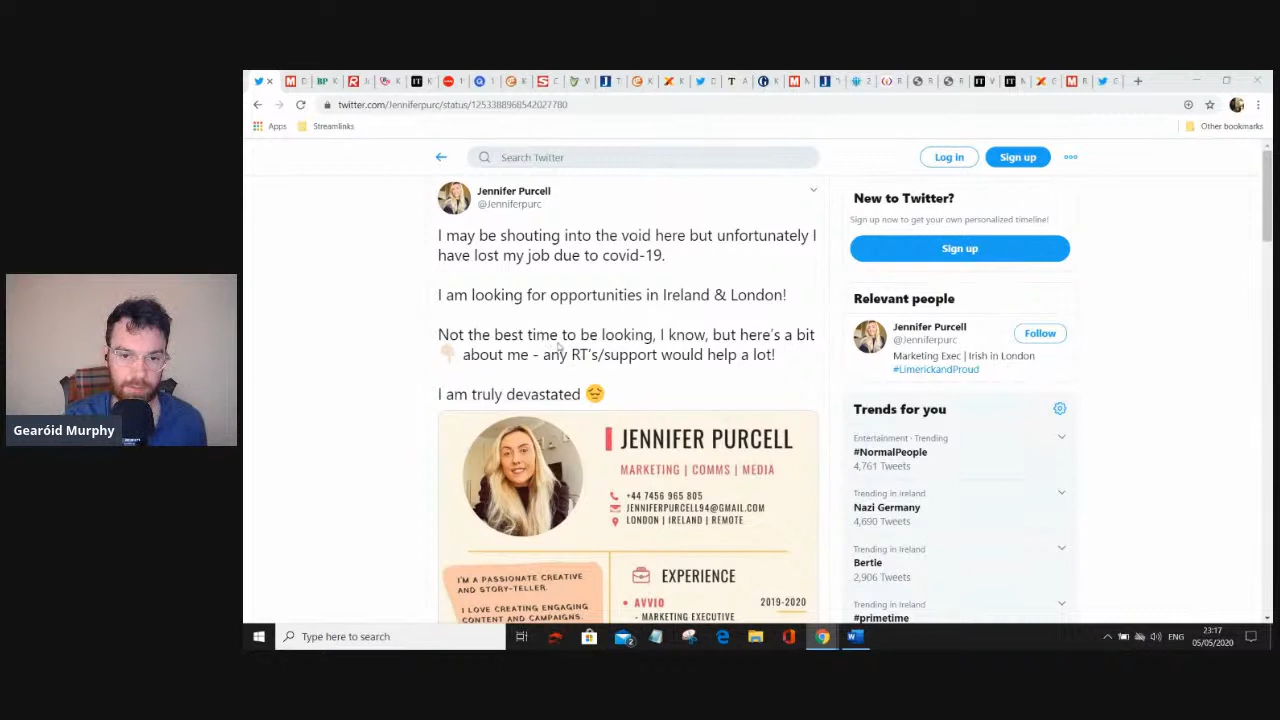 twitter.com/Jenniferpurc/status/1253388968542027780
Apps
Streamlinks
Other bookmarks
Search Twitter
Log in
Sign up
Jennifer Purcell
@Jenniferpurc
I may be shouting into the void here but unfortunately I
have lost my job due to covid-19.
I am looking for opportunities in Ireland & London!
Not the best time to be looking, I know, but here's a bit
👇🏻 about me - any RT's/support would help a lot!
I am truly devastated 😔
JENNIFER PURCELL
MARKETING | COMMS | MEDIA
+44 7456 965 805
JENNIFERPURCELL94@GMAIL.COM
LONDON | IRELAND | REMOTE
I'M A PASSIONATE CREATIVE
AND STORY-TELLER.
I LOVE CREATING ENGAGING
CONTENT AND CAMPAIGNS.
EXPERIENCE
AVVIO 2019-2020
- MARKETING EXECUTIVE
New to Twitter?
Sign up now to get your own personalized timeline!
Sign up
Relevant people
Jennifer Purcell
@Jenniferpurc
Follow
Marketing Exec | Irish in London
#LimerickandProud
Trends for you
Entertainment · Trending
#NormalPeople
4,761 Tweets
Trending in Ireland
Nazi Germany
4,690 Tweets
Trending in Ireland
Bertie
2,906 Tweets
Trending in Ireland
#primetime
Gearóid Murphy
Type here to search
ENG
23:17
05/05/2020